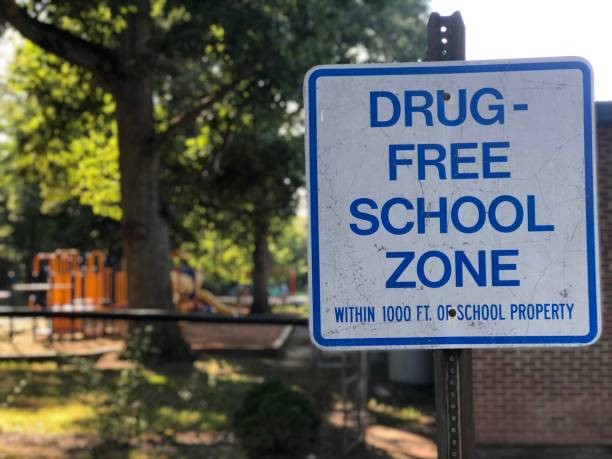 DRUG-
FREE
SCHOOL
ZONE
WITHIN 1000 FT. OF SCHOOL PROPERTY